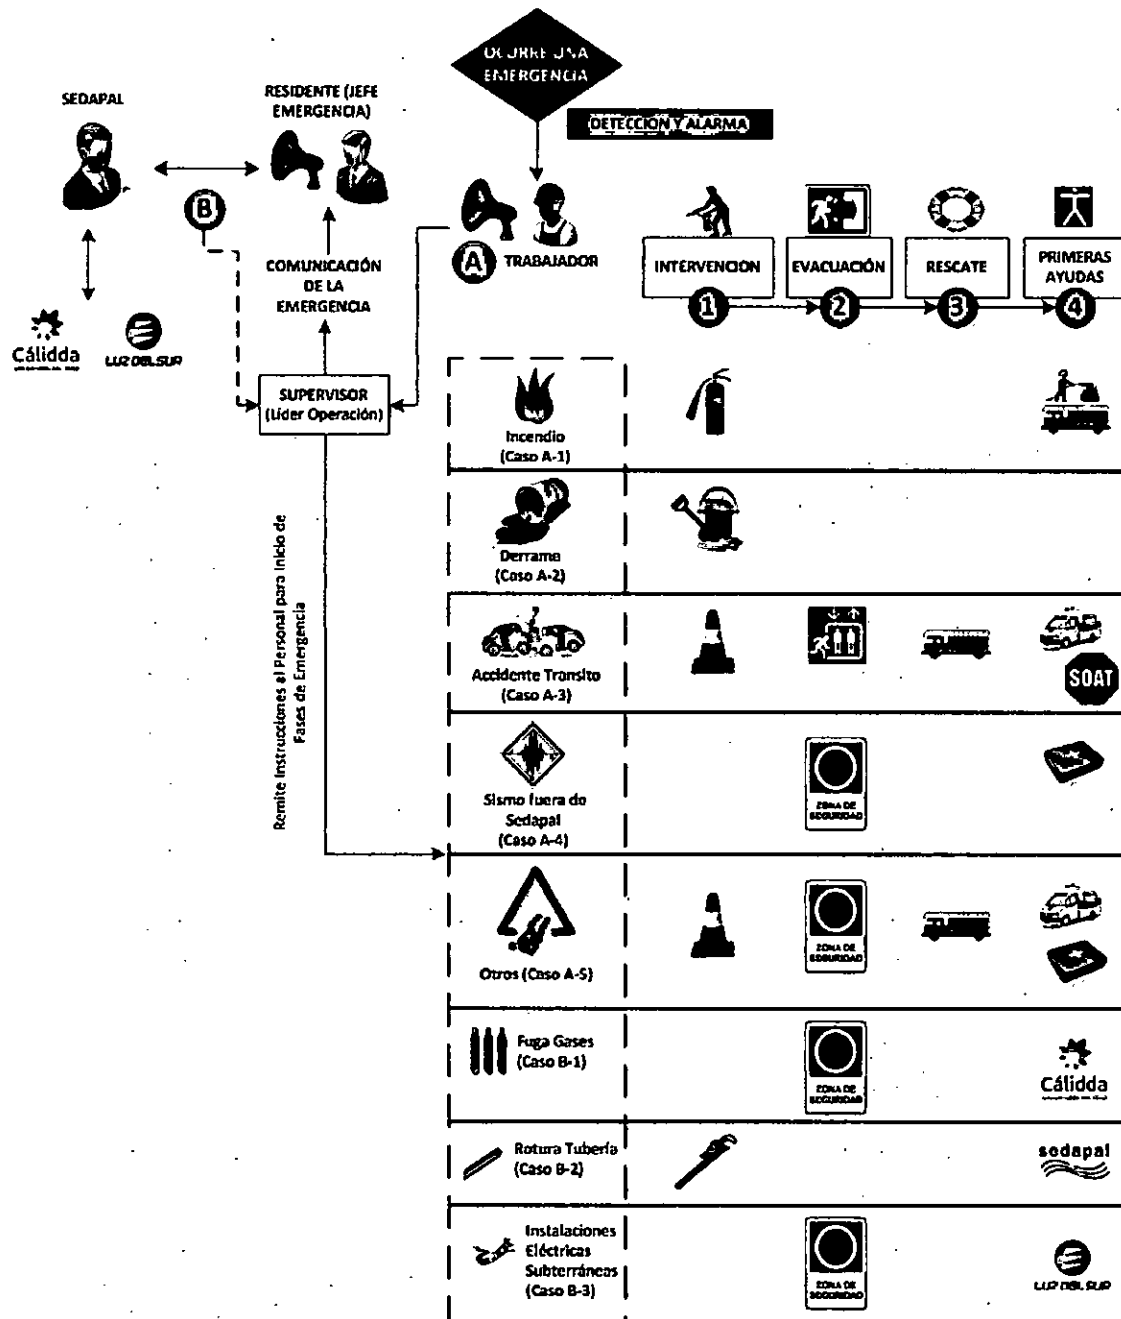 OCURRE UNA
EMERGENCIA
DETECCION Y ALARMA
SEDAPAL
RESIDENTE (JEFE
EMERGENCIA)
B
COMUNICACIÓN
DE LA
EMERGENCIA
A
TRABAJADOR
INTERVENCION
EVACUACIÓN
RESCATE
PRIMERAS
AYUDAS
1
2
3
4
Cálidda
LUZ DEL SUR
SUPERVISOR
(Líder Operación)
Remite Instrucciones al Personal para Inicio de
Fases de Emergencia
Incendio
(Caso A-1)
Derrame
(Caso A-2)
Accidente Transito
(Caso A-3)
SOAT
Sismo fuera de
Sedapal
(Caso A-4)
ZONA DE
SEGURIDAD
Otros (Caso A-5)
ZONA DE
SEGURIDAD
Fuga Gases
(Caso B-1)
ZONA DE
SEGURIDAD
Cálidda
Rotura Tubería
(Caso B-2)
sedapal
Instalaciones
Eléctricas
Subterráneas
(Caso B-3)
ZONA DE
SEGURIDAD
LUZ DEL SUR